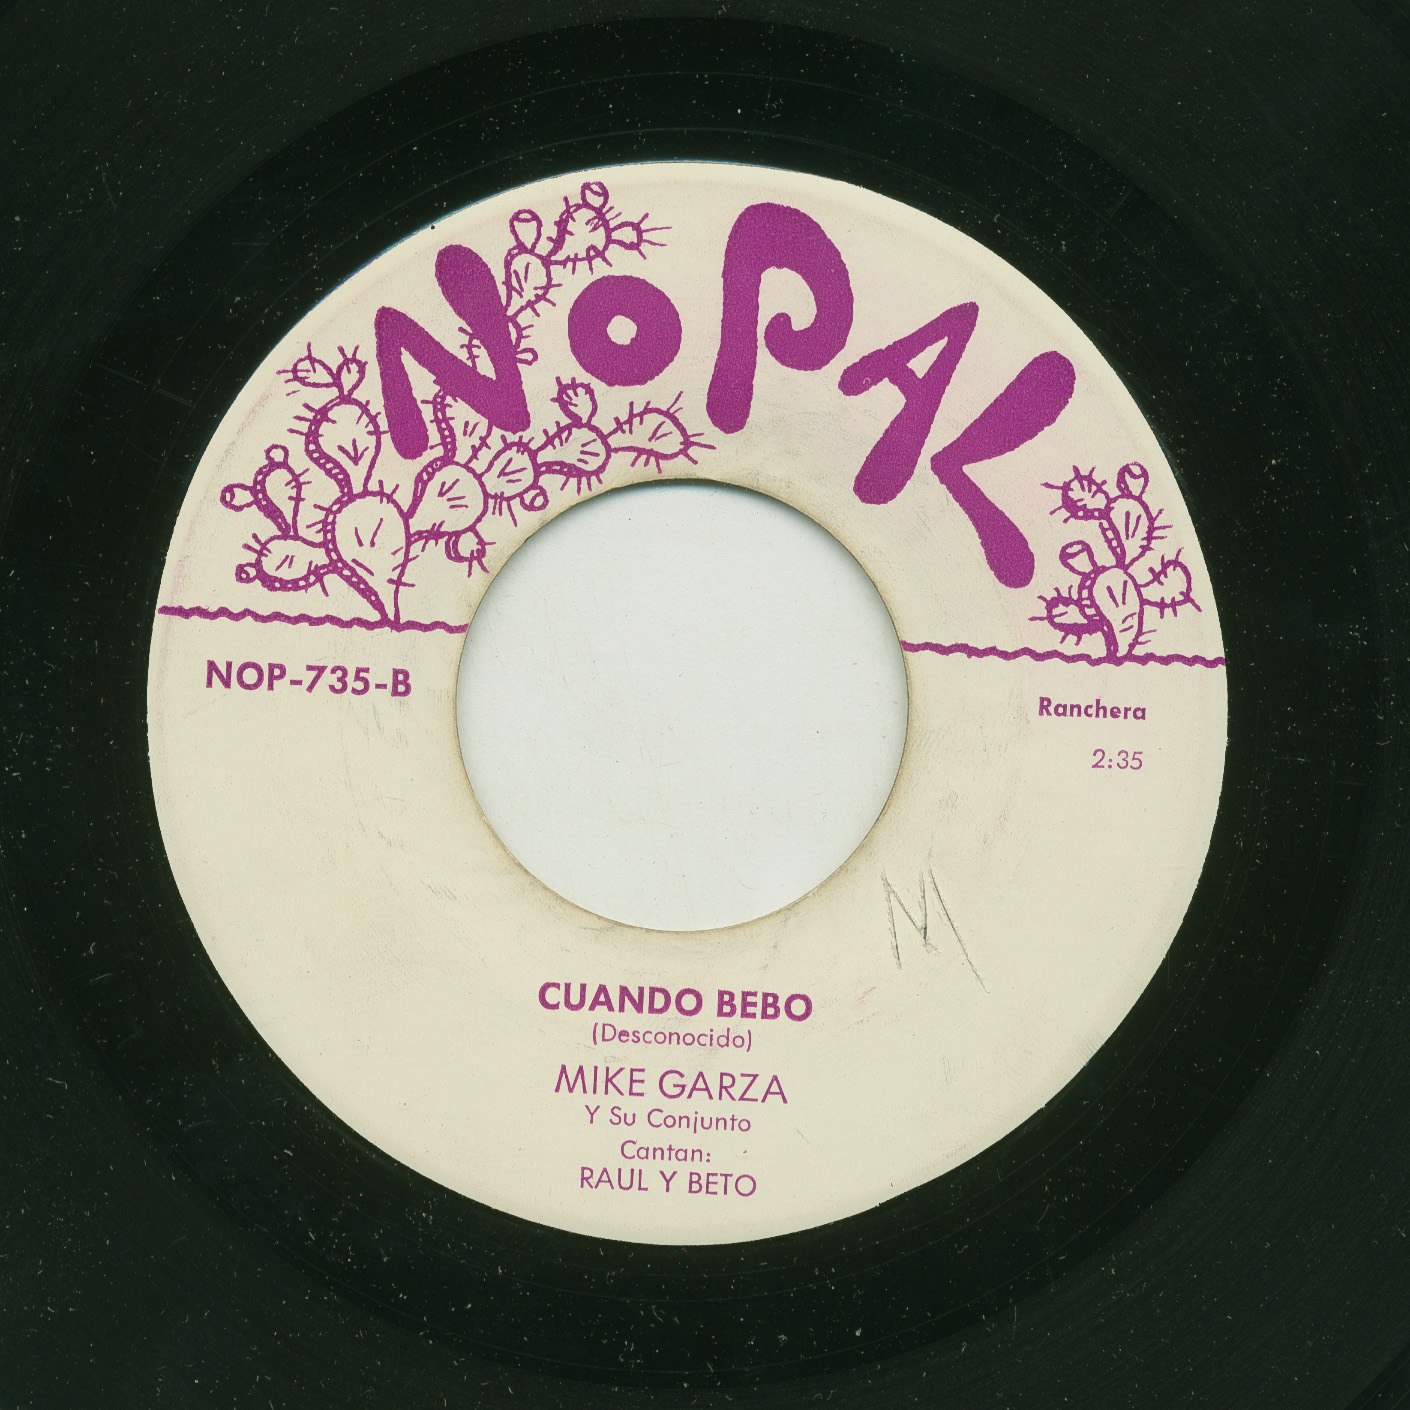 NOPAL
NOP-735-B
Ranchera
2:35
M
CUANDO BEBO
(Desconocido)
MIKE GARZA
Y Su Conjunto
Cantan:
RAUL Y BETO